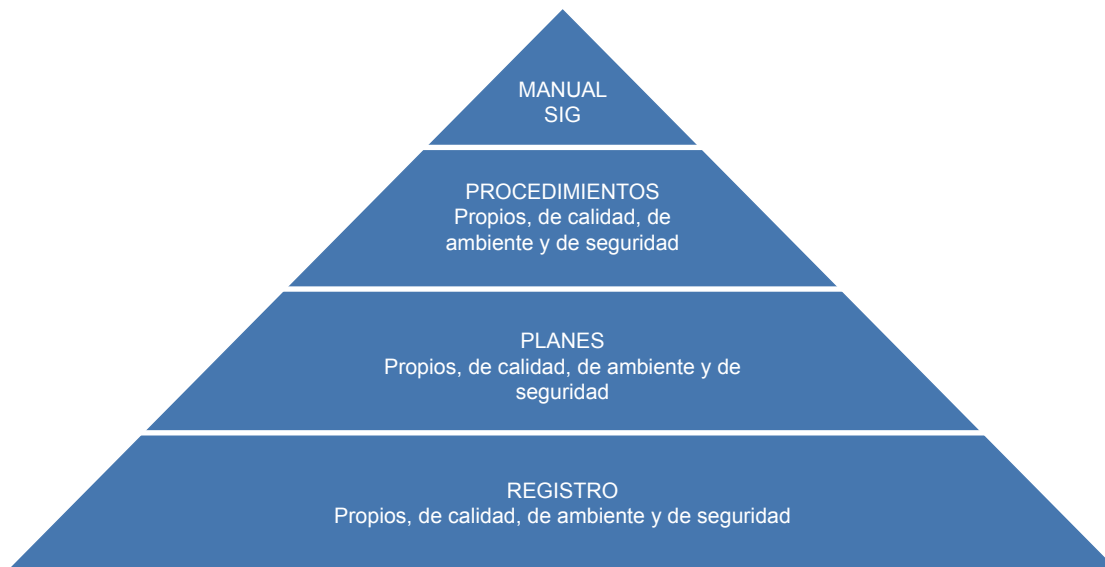 MANUAL
SIG
PROCEDIMIENTOS
Propios, de calidad, de
ambiente y de seguridad
PLANES
Propios, de calidad, de ambiente y de
seguridad
REGISTRO
Propios, de calidad, de ambiente y de seguridad